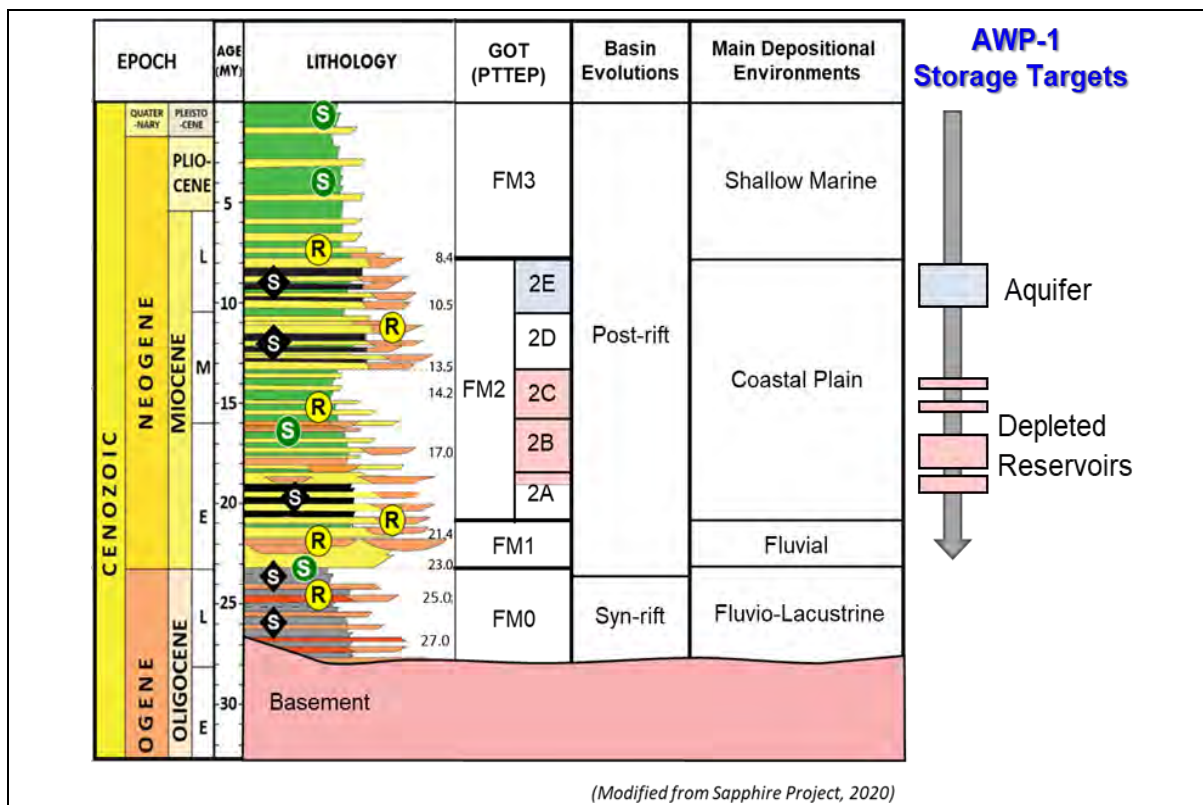 EPOCH
AGE
(MY)
LITHOLOGY
GOT
(PTTEP)
Basin
Evolutions
Main Depositional
Environments
AWP-1
Storage Targets
CENOZOIC
QUATER
-NARY
PLEISTO
-CENE
NEOGENE
PLIO-
CENE
MIOCENE
L
M
E
OGENE
OLIGOCENE
L
E
5
10
15
20
25
30
S
S
R
S
R
S
R
S
S
R
R
S
S
R
S
8.4
10.5
13.5
14.2
17.0
21.4
23.0
25.0
27.0
Basement
FM3
FM2
2E
2D
2C
2B
2A
FM1
FM0
Post-rift
Syn-rift
Shallow Marine
Coastal Plain
Fluvial
Fluvio-Lacustrine
Aquifer
Depleted
Reservoirs
(Modified from Sapphire Project, 2020)